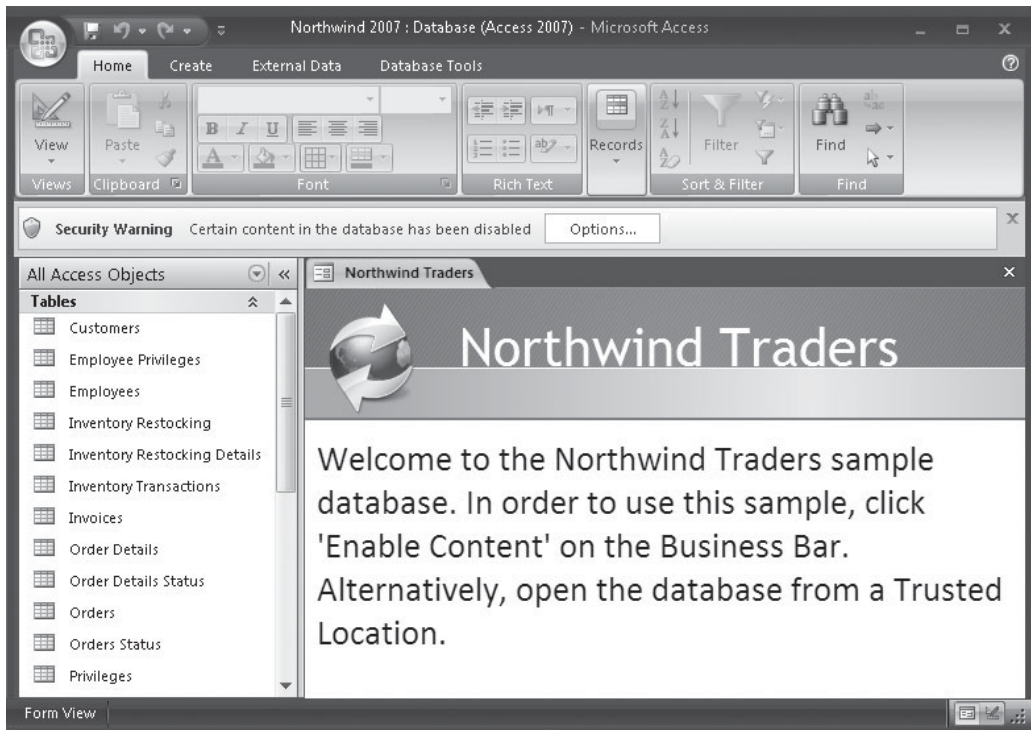 Northwind 2007 : Database (Access 2007) - Microsoft Access
Home Create External Data Database Tools
View Paste B I U Records Filter Find
Views Clipboard Font Rich Text Sort & Filter Find
Security Warning Certain content in the database has been disabled Options...
All Access Objects
Northwind Traders
Tables
Customers
Employee Privileges
Employees
Inventory Restocking
Inventory Restocking Details
Inventory Transactions
Invoices
Order Details
Order Details Status
Orders
Orders Status
Privileges
Northwind Traders
Welcome to the Northwind Traders sample
database. In order to use this sample, click
'Enable Content' on the Business Bar.
Alternatively, open the database from a Trusted
Location.
Form View